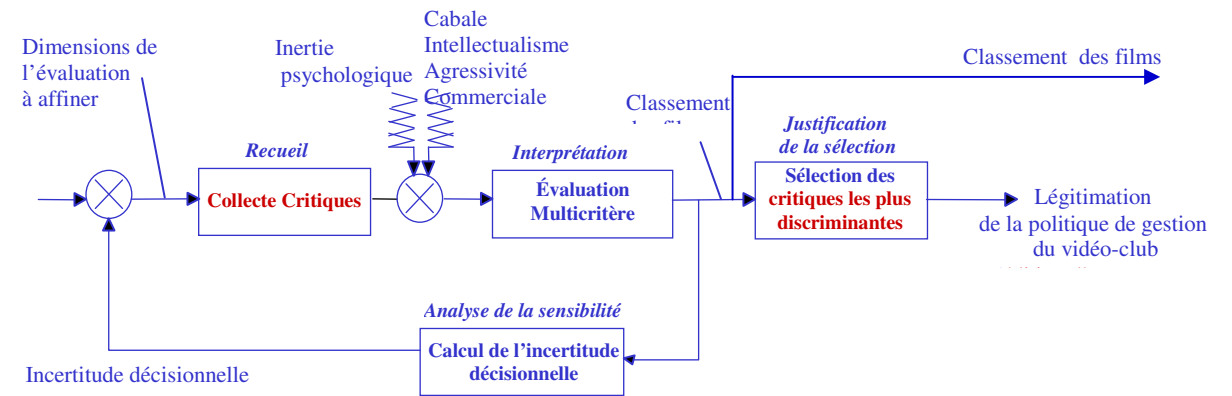 Dimensions de
l'évaluation
à affiner
Inertie
psychologique
Cabale
Intellectualisme
Agressivité
Commerciale
Classement
Classement des films
Recueil
Collecte Critiques
Interprétation
Évaluation
Multicritère
Justification
de la sélection
Sélection des
critiques les plus
discriminantes
Légitimation
de la politique de gestion
du vidéo-club
Analyse de la sensibilité
Calcul de l'incertitude
décisionnelle
Incertitude décisionnelle